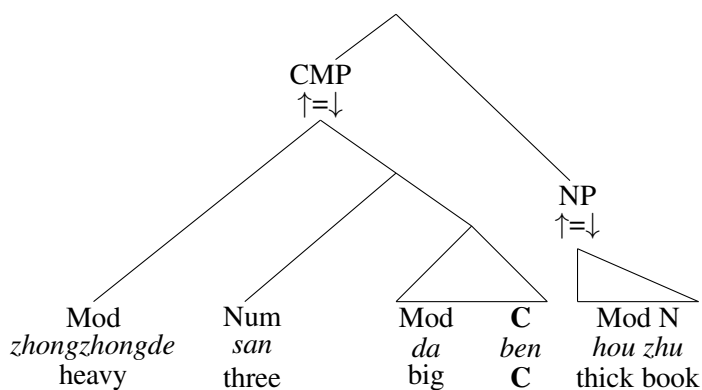 CMP
↑=↓
NP
↑=↓
Mod Num Mod C Mod N
zhongzhongde san da ben hou zhu
heavy three big C thick book